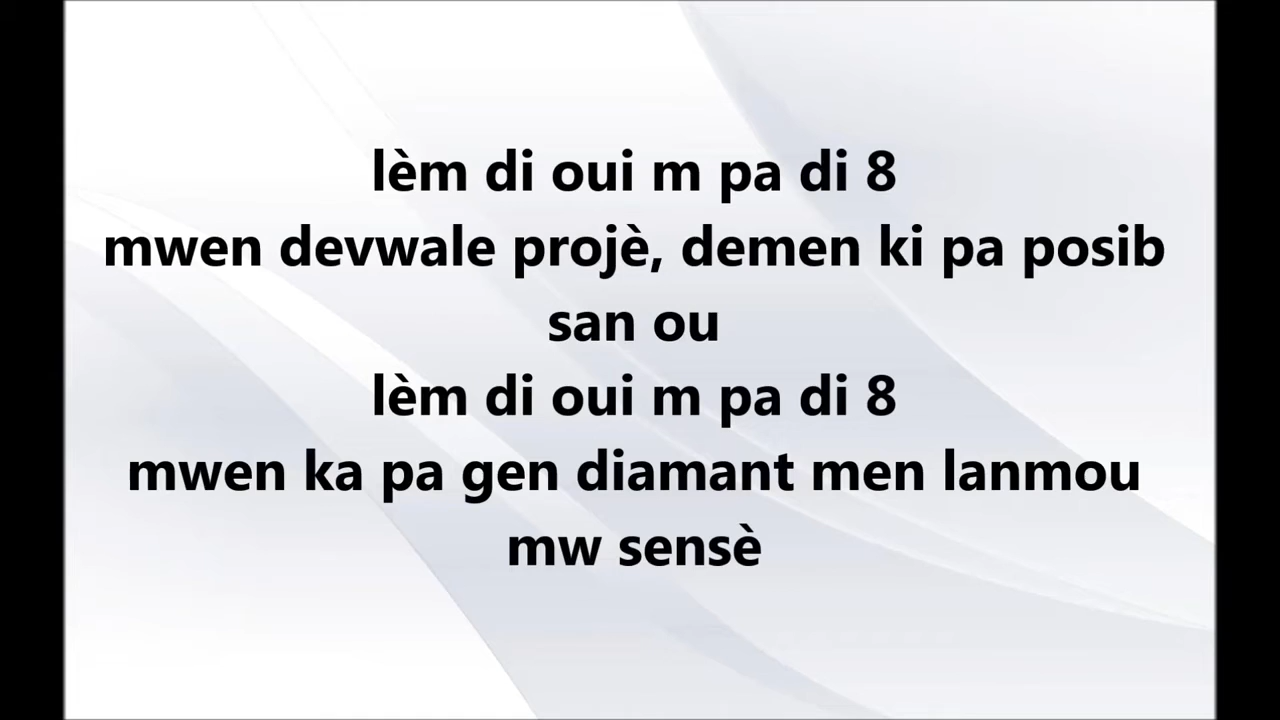 lèm di oui m pa di 8
mwen devwale projè, demen ki pa posib
san ou
lèm di oui m pa di 8
mwen ka pa gen diamant men lanmou
mw sensè